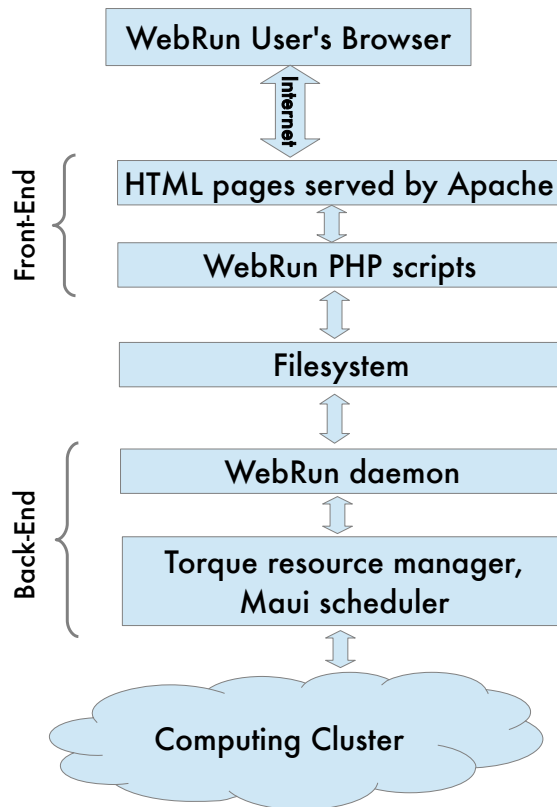 WebRun User's Browser
Internet
Front-End
HTML pages served by Apache
WebRun PHP scripts
Filesystem
Back-End
WebRun daemon
Torque resource manager,
Maui scheduler
Computing Cluster